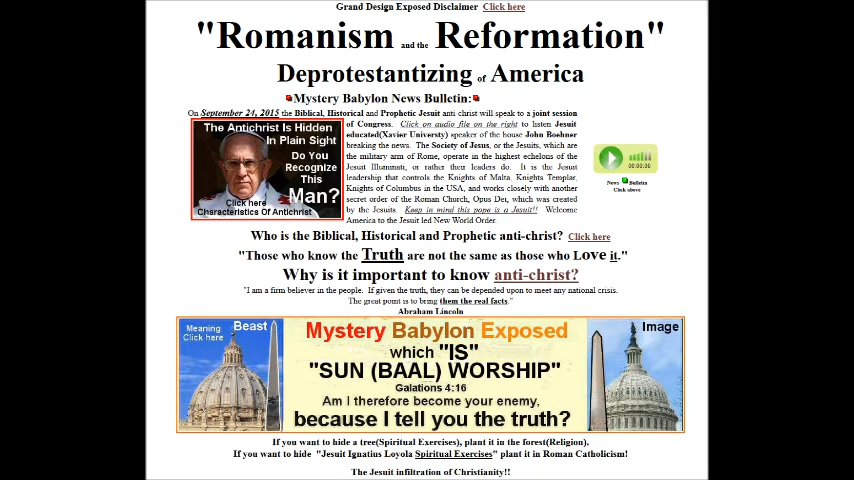 Grand Design Exposed Disclaimer Click here
"Romanism and the Reformation"
Deprotestantizing of America
Mystery Babylon News Bulletin:
On September 24, 2015 the Biblical, Historical and Prophetic Jesuit anti christ will speak to a joint session
of Congress. Click on audio file on the right to listen Jesuit
educated(Xavier Universty) speaker of the house John Boehner
breaking the news. The Society of Jesus, or the Jesuits, which are
the military arm of Rome, operate in the highest echelons of the
Jesuit Illuminati, or rather their leaders do. It is the Jesuit
leadership that controls the Knights of Malta, Knights Templar,
Knights of Columbus in the USA, and works closely with another
secret order of the Roman Church, Opus Dei, which was created
by the Jesuits. Keep in mind this pope is a Jesuit!! Welcome
America to the Jesuit led New World Order.
The Antichrist Is Hidden
In Plain Sight
Do You
Recognize
This
Man?
Click here
Characteristics Of Antichrist
00:00:00
News Bulletin
Click above
Who is the Biblical, Historical and Prophetic anti-christ? Click here
"Those who know the Truth are not the same as those who Love it."
Why is it important to know anti-christ?
"I am a firm believer in the people. If given the truth, they can be depended upon to meet any national crisis.
The great point is to bring them the real facts."
Abraham Lincoln
Meaning
Click here
Beast
Mystery Babylon Exposed
which "IS"
"SUN (BAAL) WORSHIP"
Galations 4:16
Am I therefore become your enemy,
because I tell you the truth?
Image
If you want to hide a tree(Spiritual Exercises), plant it in the forest(Religion).
If you want to hide "Jesuit Ignatius Loyola Spiritual Exercises" plant it in Roman Catholicism!
The Jesuit infiltration of Christianity!!